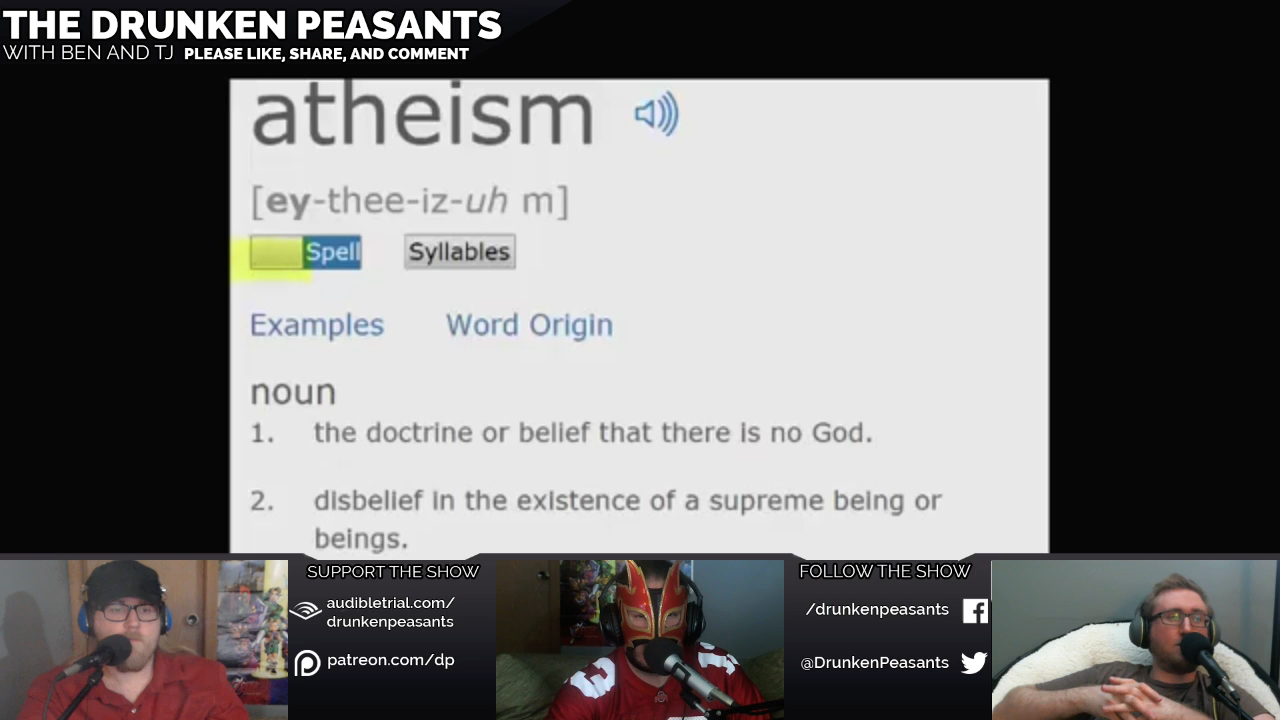 THE DRUNKEN PEASANTS
WITH BEN AND TJ PLEASE LIKE, SHARE, AND COMMENT
atheism
[ey-thee-iz-uh m]
Spell Syllables
Examples Word Origin
noun
1. the doctrine or belief that there is no God.
2. disbelief in the existence of a supreme being or
beings.
SUPPORT THE SHOW
audibletrial.com/
drunkenpeasants
patreon.com/dp
FOLLOW THE SHOW
/drunkenpeasants
@DrunkenPeasants